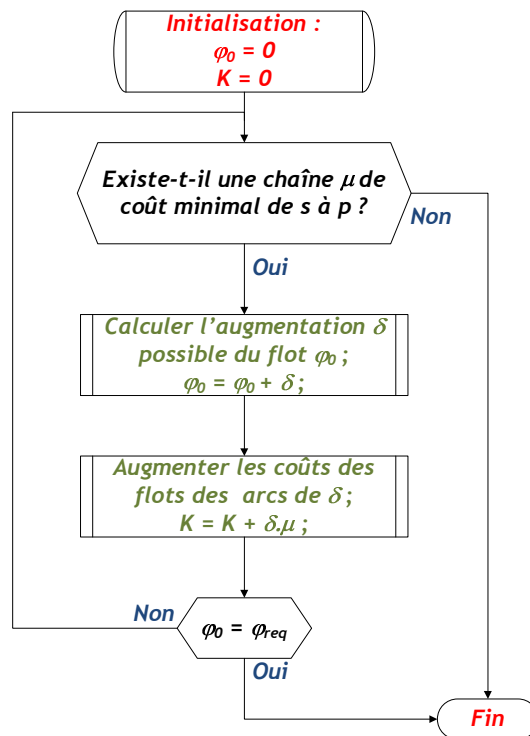 Initialisation :
φ₀ = 0
K = 0
Existe-t-il une chaîne μ de
coût minimal de s à p ?
Non
Oui
Calculer l'augmentation δ
possible du flot φ₀ ;
φ₀ = φ₀ + δ ;
Augmenter les coûts des
flots des arcs de δ ;
K = K + δ.μ ;
Non
φ₀ = φreq
Oui
Fin